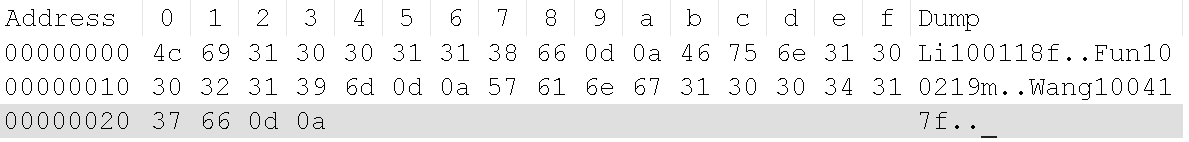 Address 0 1 2 3 4 5 6 7 8 9 a b c d e f Dump
00000000 4c 69 31 30 30 31 31 38 66 0d 0a 46 75 6e 31 30 Li100118f..Fun10
00000010 30 32 31 39 6d 0d 0a 57 61 6e 67 31 30 30 34 31 0219m..Wang10041
00000020 37 66 0d 0a 7f.._